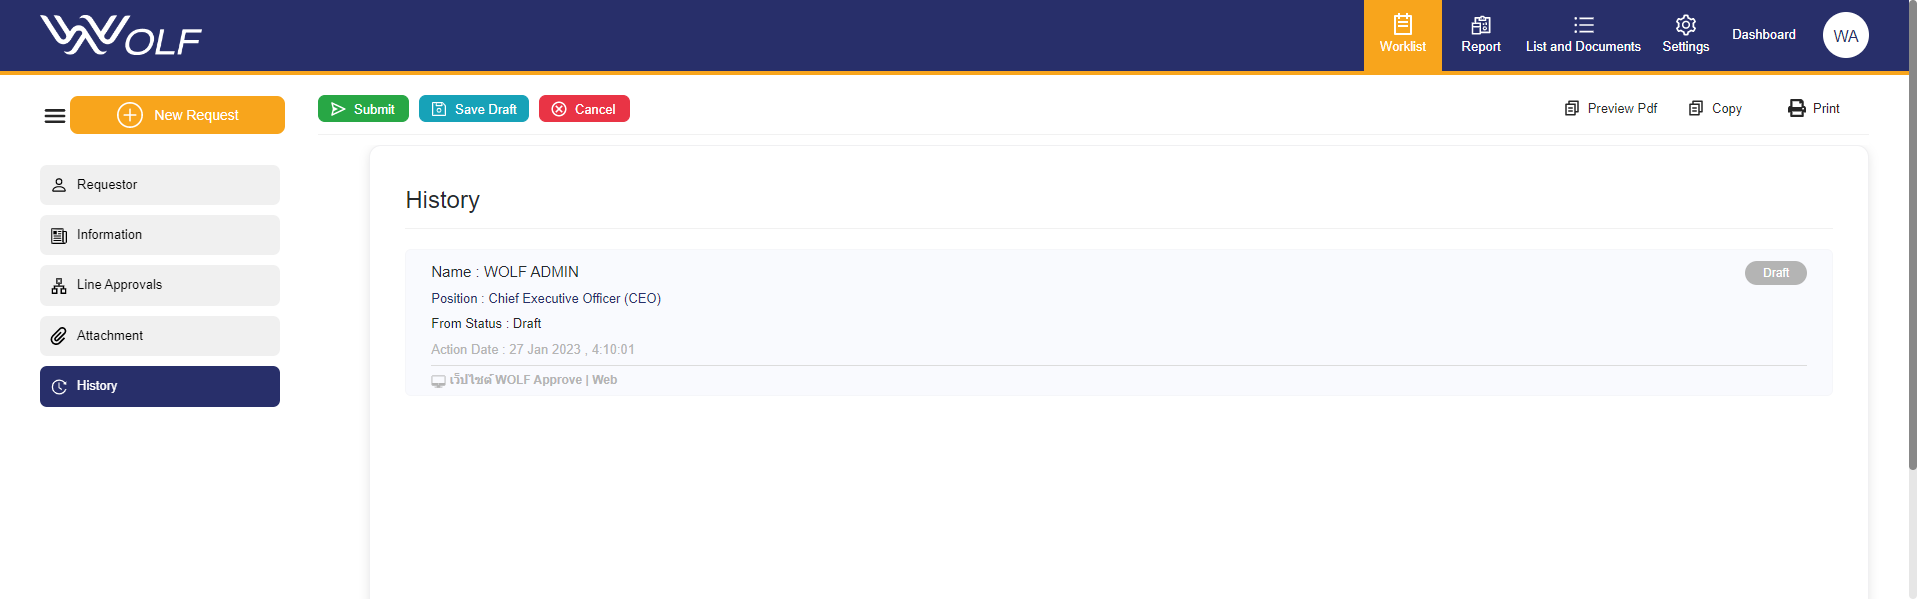 WOLF
Worklist
Report
List and Documents
Settings
Dashboard
WA
New Request
Submit
Save Draft
Cancel
Preview Pdf
Copy
Print
Requestor
Information
Line Approvals
Attachment
History
History
Name : WOLF ADMIN
Draft
Position : Chief Executive Officer (CEO)
From Status : Draft
Action Date : 27 Jan 2023 , 4:10:01
เว็ปไซต์ WOLF Approve | Web